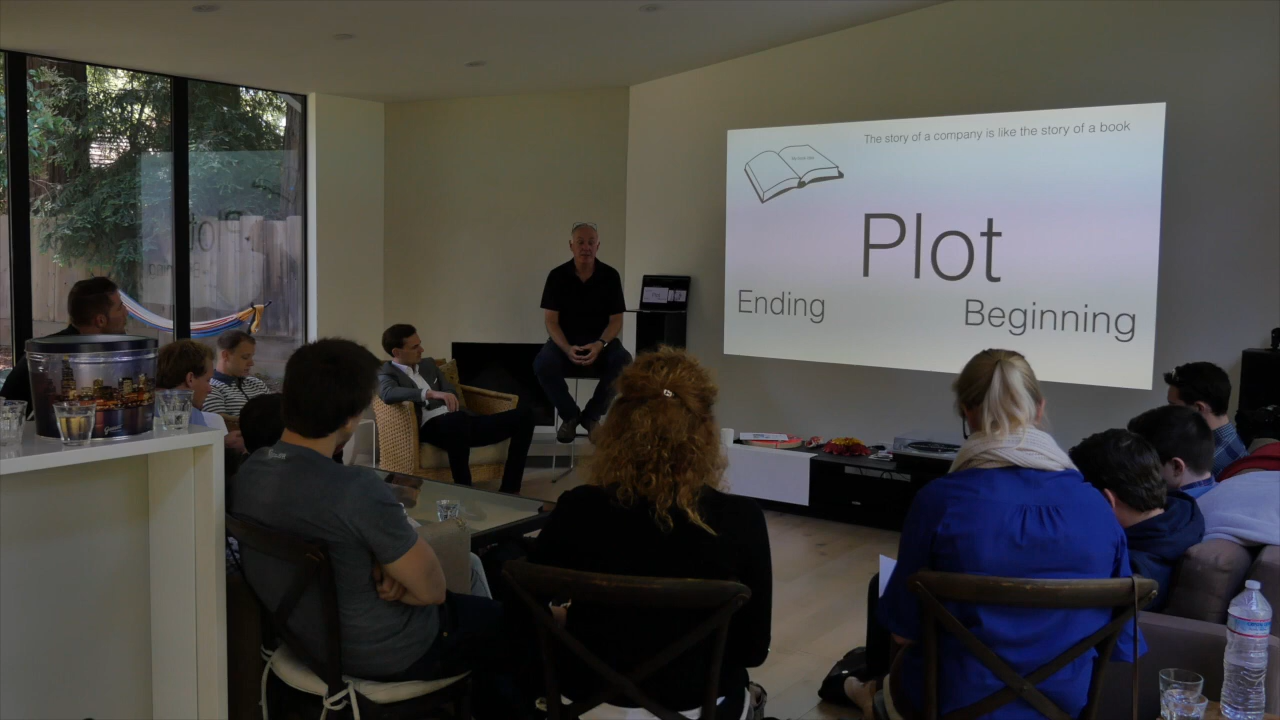 The story of a company is like the story of a book
Plot
Ending
Beginning